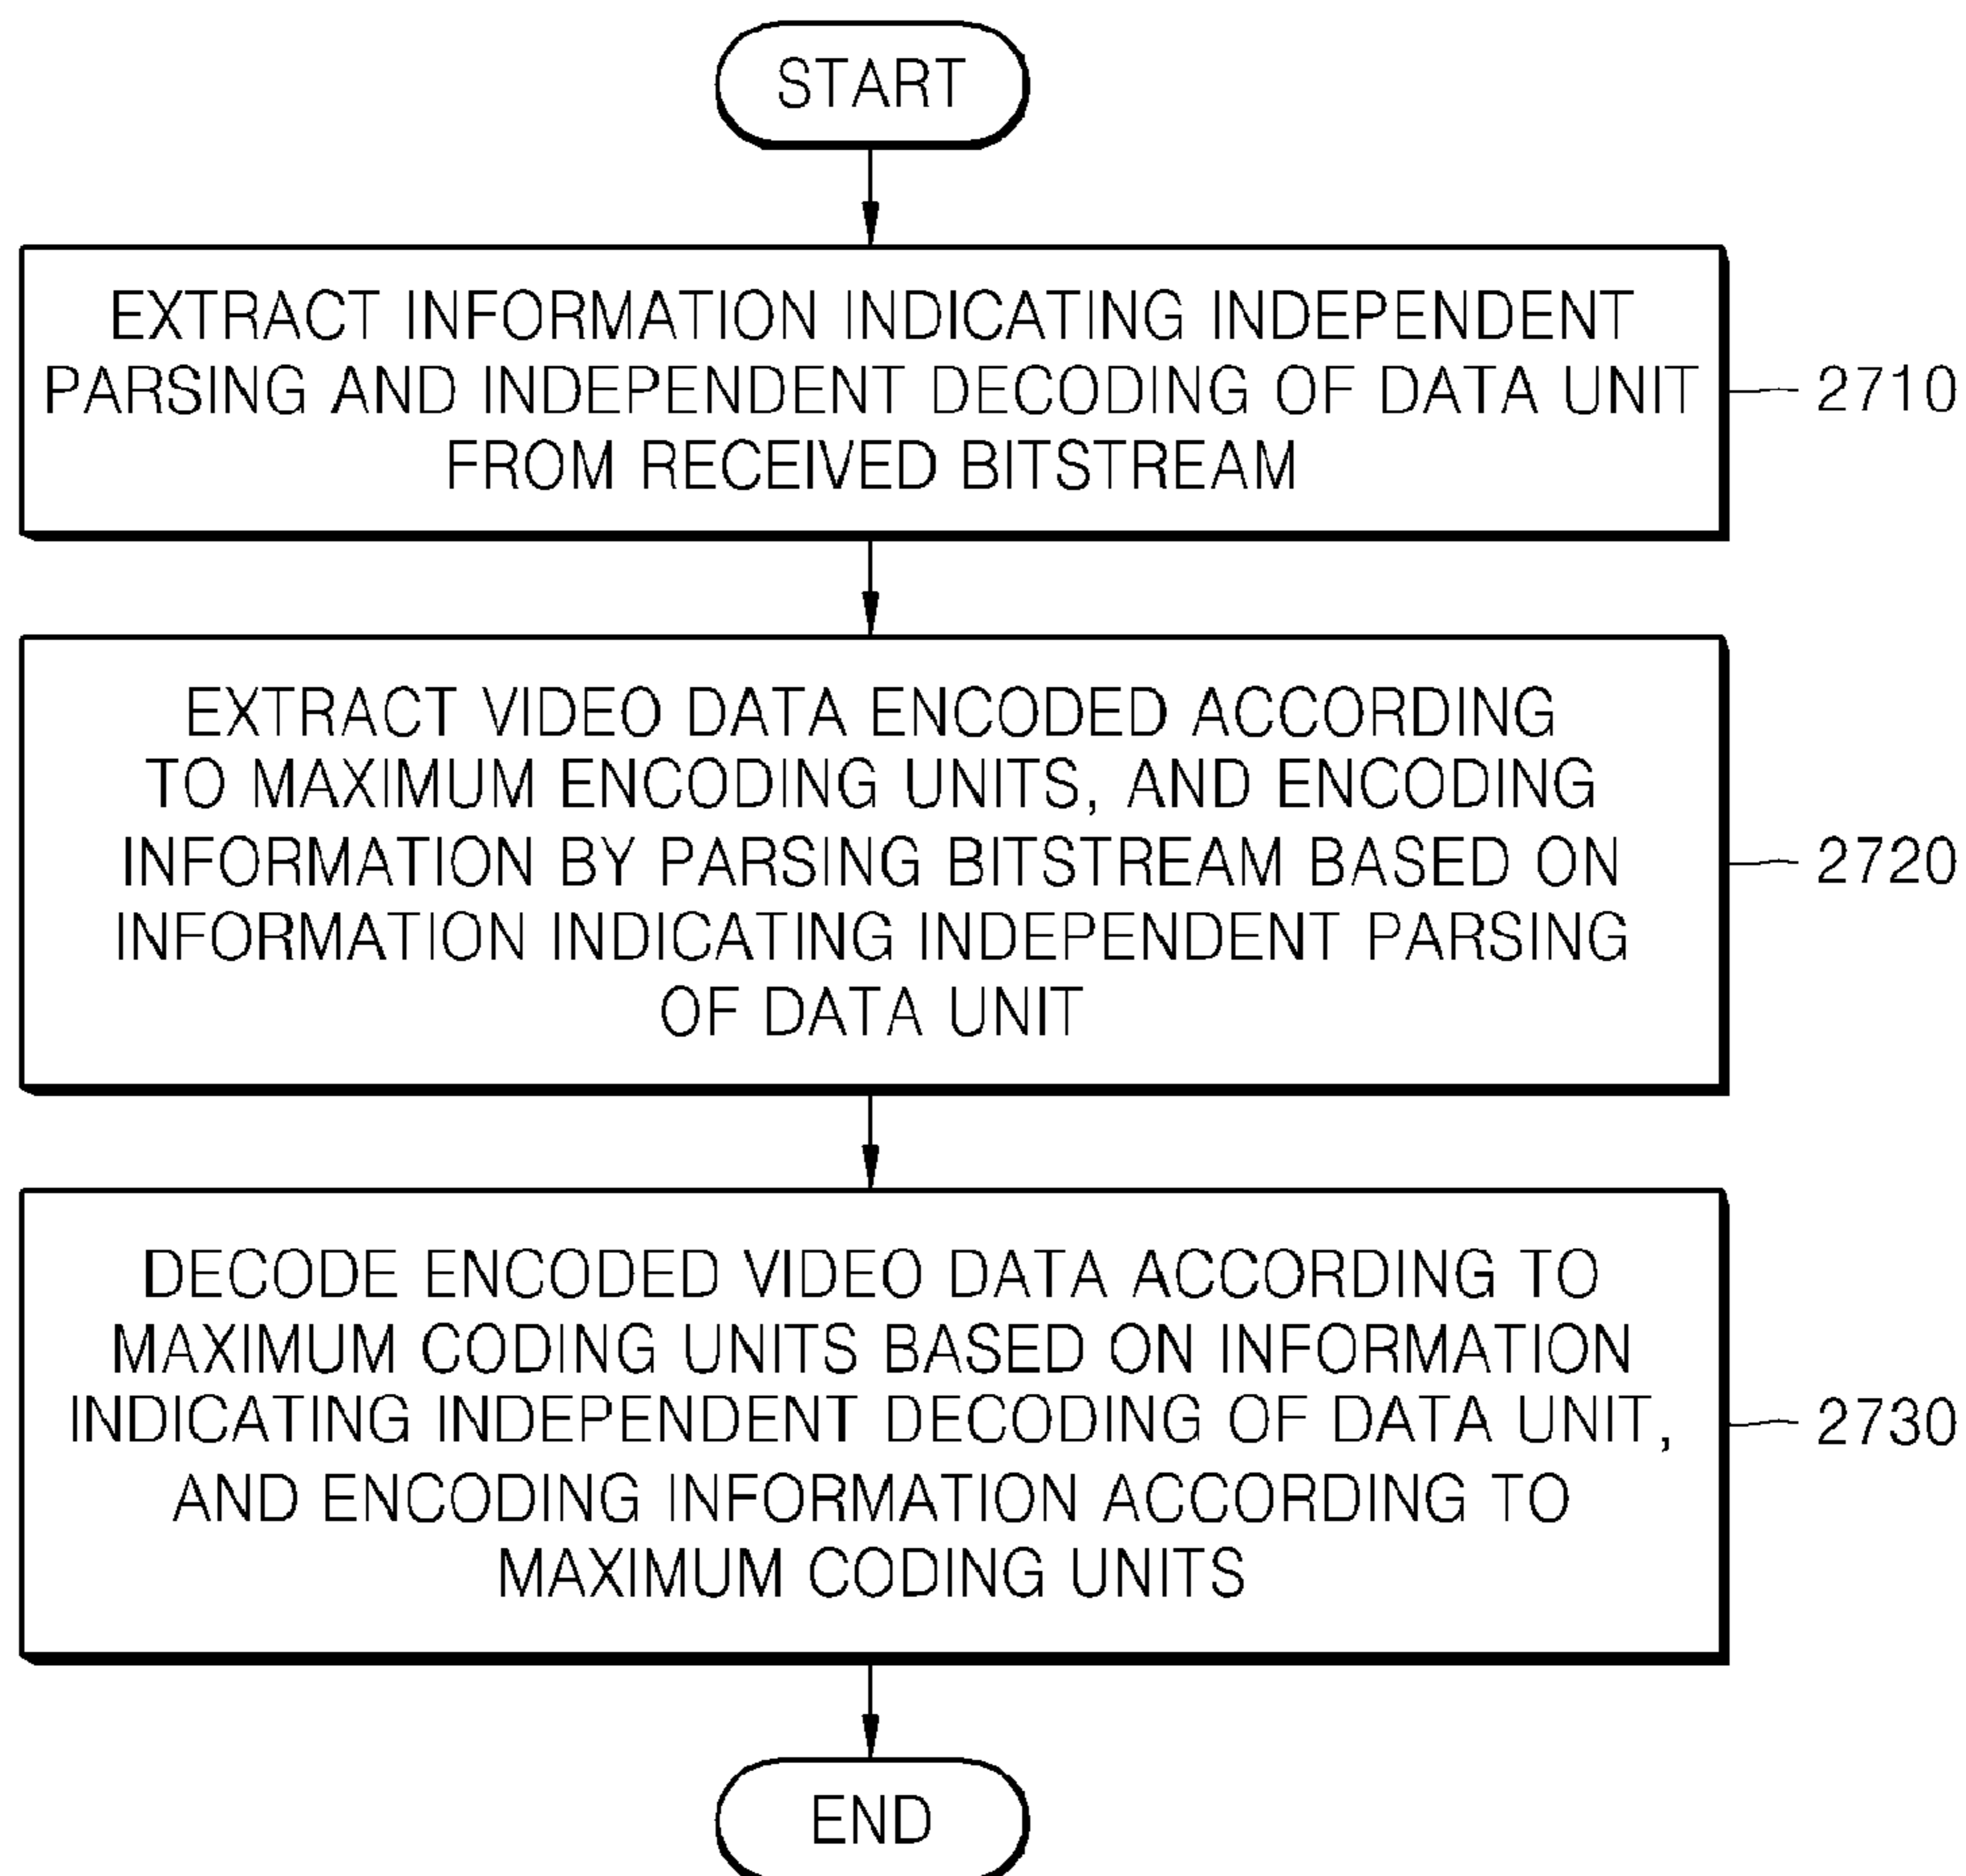 START
EXTRACT INFORMATION INDICATING INDEPENDENT
PARSING AND INDEPENDENT DECODING OF DATA UNIT
FROM RECEIVED BITSTREAM
2710
EXTRACT VIDEO DATA ENCODED ACCORDING
TO MAXIMUM ENCODING UNITS, AND ENCODING
INFORMATION BY PARSING BITSTREAM BASED ON
INFORMATION INDICATING INDEPENDENT PARSING
OF DATA UNIT
2720
DECODE ENCODED VIDEO DATA ACCORDING TO
MAXIMUM CODING UNITS BASED ON INFORMATION
INDICATING INDEPENDENT DECODING OF DATA UNIT,
AND ENCODING INFORMATION ACCORDING TO
MAXIMUM CODING UNITS
2730
END